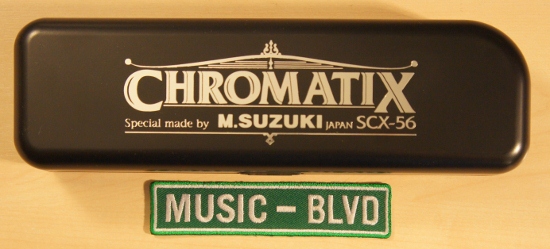 CHROMATIX
Special made by M.SUZUKI JAPAN SCX-56
MUSIC - BLVD